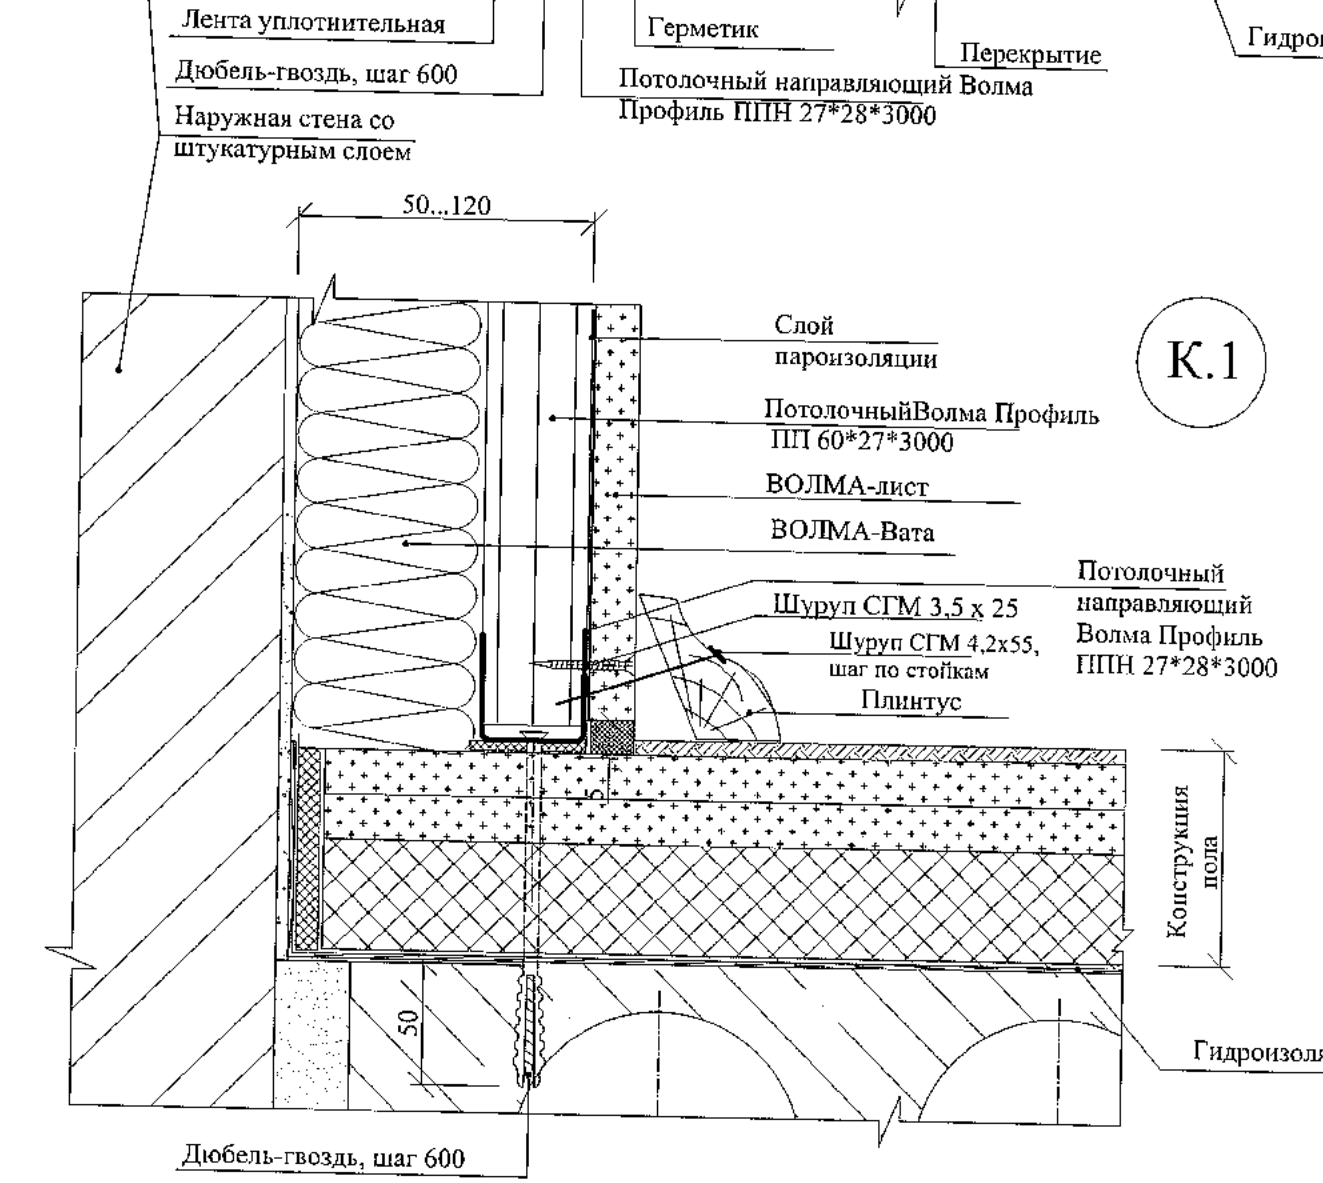 Лента уплотнительная
Дюбель-гвоздь, шаг 600
Наружная стена со
штукатурным слоем
Герметик
Потолочный направляющий Волма
Профиль ППН 27*28*3000
Перекрытие
50...120
К.1
Слой
пароизоляции
ПотолочныйВолма Профиль
ПП 60*27*3000
ВОЛМА-лист
ВОЛМА-Вата
Потолочный
направляющий
Волма Профиль
ППН 27*28*3000
Шуруп СГМ 3,5 х 25
Шуруп СГМ 4,2х55,
шаг по стойкам
Плинтус
5
Конструкция
пола
50
Дюбель-гвоздь, шаг 600